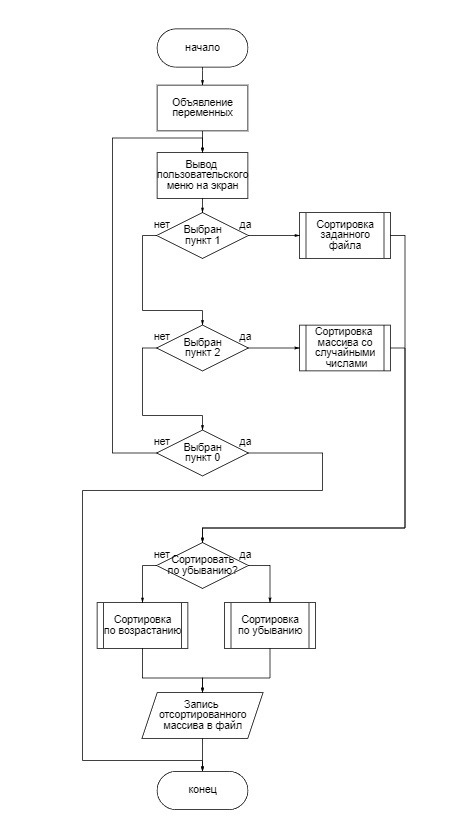 начало
Объявление
переменных
Вывод
пользовательского
меню на экран
нет
Выбран
пункт 1
да
Сортировка
заданного
файла
нет
Выбран
пункт 2
да
Сортировка
массива со
случайными
числами
нет
Выбран
пункт 0
да
нет
Сортировать
по убыванию?
да
Сортировка
по возрастанию
Сортировка
по убыванию
Запись
отсортированного
массива в файл
конец